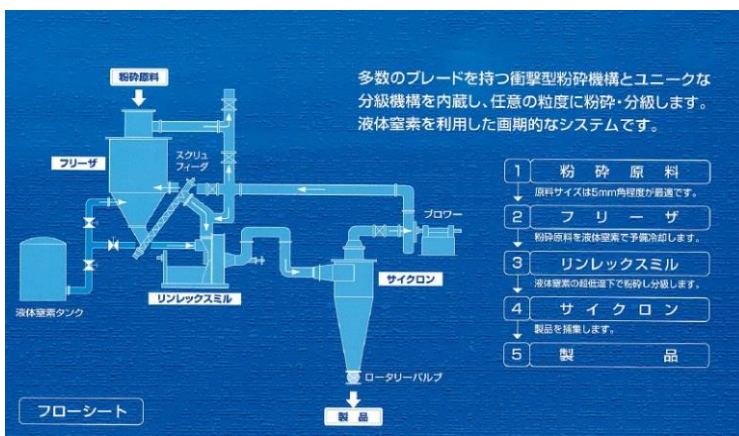 粉砕原料
多数のブレードを持つ衝撃型粉砕機構とユニークな
分級機構を内蔵し、任意の粒度に粉砕・分級します。
液体窒素を利用した画期的なシステムです。
フリーザ
スクリュ
フィーダ
ブロワー
液体窒素タンク
リンレックスミル
サイクロン
ロータリーバルブ
製品
フローシート
1 粉砕原料
原料サイズは5mm角程度が最適です。
2 フリーザ
粉砕原料を液体窒素で予備冷却します。
3 リンレックスミル
液体窒素の超低温下で粉砕し分級します。
4 サイクロン
製品を捕集します。
5 製品